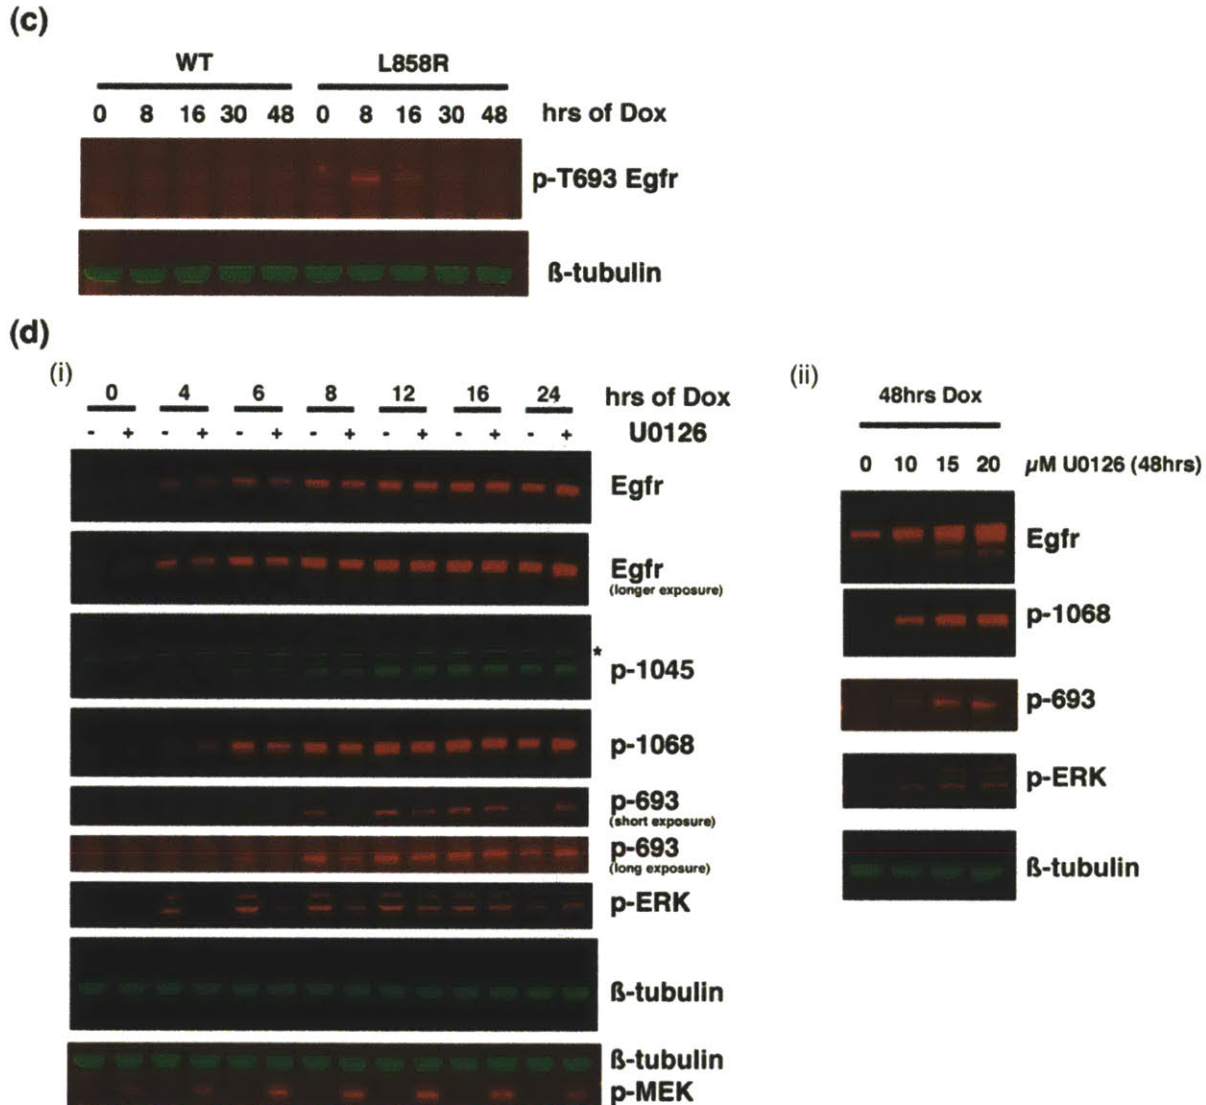 (c)
WT L858R
0 8 16 30 48 0 8 16 30 48 hrs of Dox
p-T693 Egfr
ß-tubulin
(d)
(i)
0 4 6 8 12 16 24 hrs of Dox
- + - + - + - + - + - + - + U0126
Egfr
Egfr
(longer exposure)
*
p-1045
p-1068
p-693
(short exposure)
p-693
(long exposure)
p-ERK
ß-tubulin
ß-tubulin
p-MEK
(ii)
48hrs Dox
0 10 15 20 µM U0126 (48hrs)
Egfr
p-1068
p-693
p-ERK
ß-tubulin